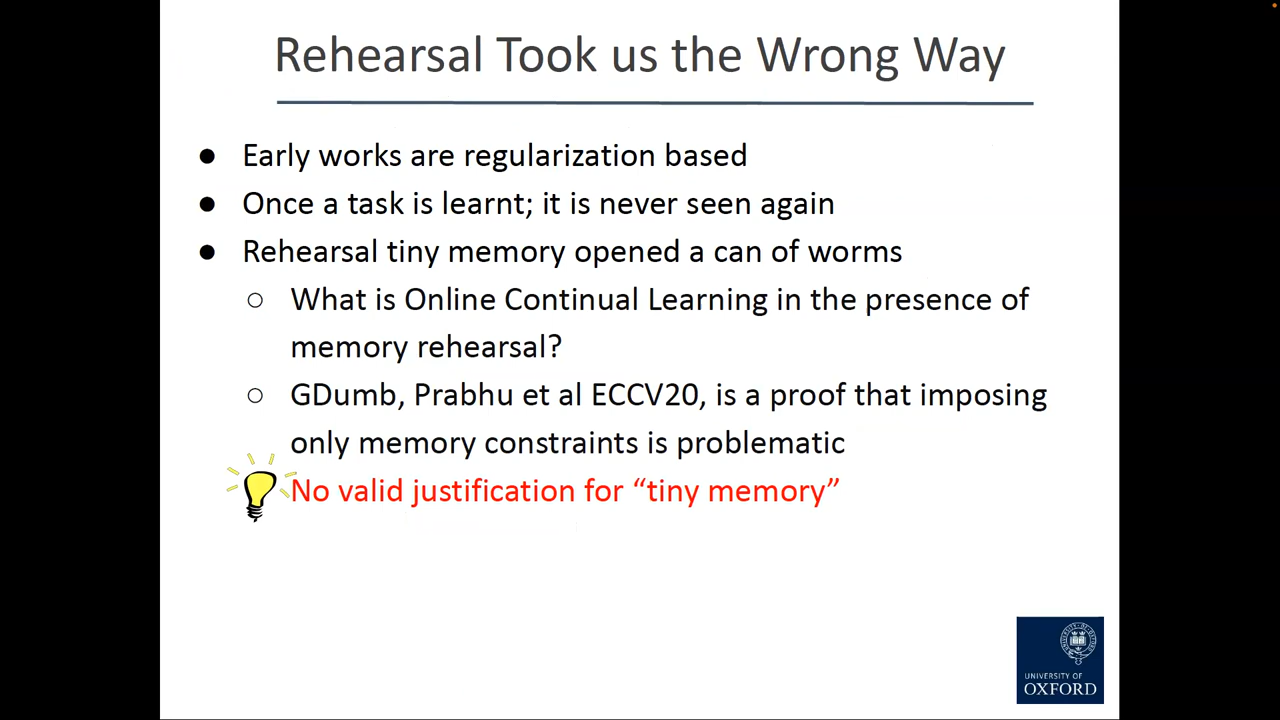 Rehearsal Took us the Wrong Way
● Early works are regularization based
● Once a task is learnt; it is never seen again
● Rehearsal tiny memory opened a can of worms
○ What is Online Continual Learning in the presence of
memory rehearsal?
○ GDumb, Prabhu et al ECCV20, is a proof that imposing
only memory constraints is problematic
No valid justification for “tiny memory”
UNIVERSITY OF
OXFORD